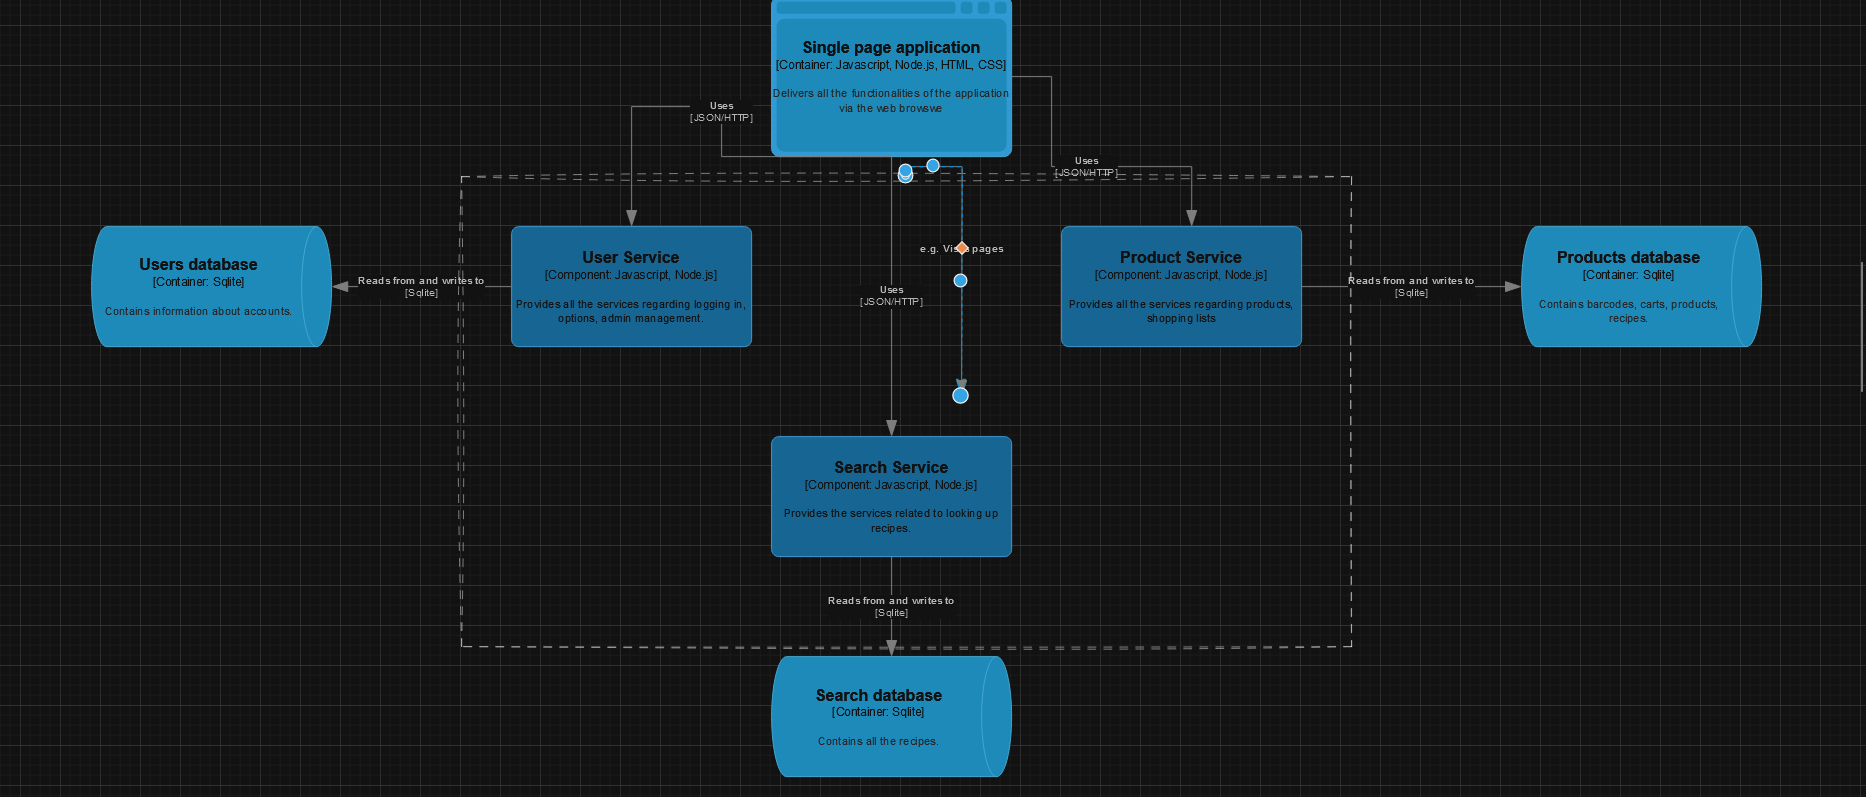 Single page application
[Container: Javascript, Node.js, HTML, CSS]
Delivers all the functionalities of the application
via the web browswe
Uses
[JSON/HTTP]
Uses
[JSON/HTTP]
Users database
[Container: Sqlite]
Contains information about accounts.
Reads from and writes to
[Sqlite]
User Service
[Component: Javascript, Node.js]
Provides all the services regarding logging in,
options, admin management.
e.g. pages
Uses
[JSON/HTTP]
Product Service
[Component: Javascript, Node.js]
Provides all the services regarding products,
shopping lists
Reads from and writes to
[Sqlite]
Products database
[Container: Sqlite]
Contains barcodes, carts, products,
recipes.
Search Service
[Component: Javascript, Node.js]
Provides the services related to looking up
recipes.
Reads from and writes to
[Sqlite]
Search database
[Container: Sqlite]
Contains all the recipes.